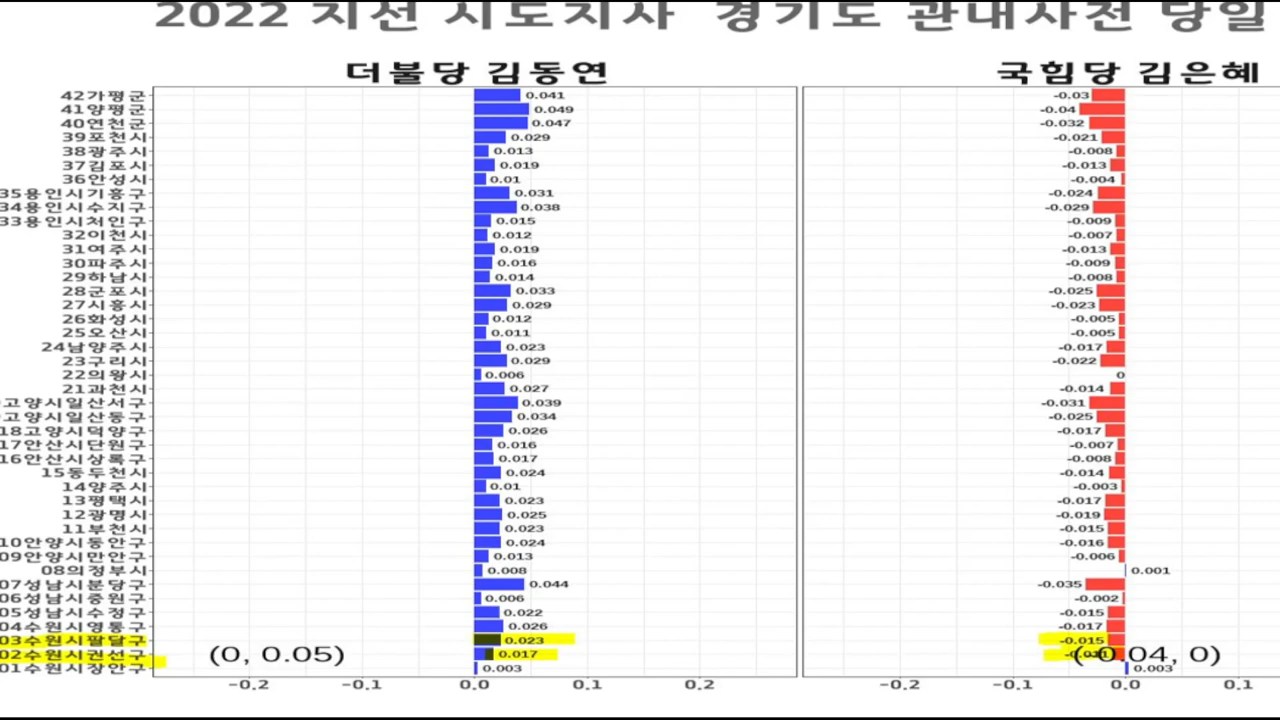 2022 지선 시도지사 경기도 관내사전 당일
더불당 김동연 국힘당 김은혜
42가평군 0.041 -0.03
41양평군 0.049 -0.04
40연천군 0.047 -0.032
39포천시 0.029 -0.021
38광주시 0.013 -0.008
37김포시 0.019 -0.013
36안성시 0.01 -0.004
35용인시기흥구 0.031 -0.024
34용인시수지구 0.038 -0.029
33용인시처인구 0.015 -0.009
32이천시 0.012 -0.007
31여주시 0.019 -0.013
30파주시 0.016 -0.009
29하남시 0.014 -0.008
28군포시 0.033 -0.025
27시흥시 0.029 -0.023
26화성시 0.012 -0.005
25오산시 0.011 -0.005
24남양주시 0.023 -0.017
23구리시 0.029 -0.022
22의왕시 0.006 0
21과천시 0.027 -0.014
고양시일산서구 0.039 -0.031
고양시일산동구 0.034 -0.025
18고양시덕양구 0.026 -0.017
17안산시단원구 0.016 -0.007
16안산시상록구 0.017 -0.008
15동두천시 0.024 -0.014
14양주시 0.01 -0.003
13평택시 0.023 -0.017
12광명시 0.025 -0.019
11부천시 0.023 -0.015
10안양시동안구 0.024 -0.016
09안양시만안구 0.013 -0.006
08의정부시 0.008 0.001
07성남시분당구 0.044 -0.035
06성남시중원구 0.006 -0.002
05성남시수정구 0.022 -0.015
04수원시영통구 0.026 -0.017
03수원시팔달구 0.023 -0.015
02수원시권선구 (0, 0.05) 0.017 (-0.04, 0)
01수원시장안구 0.003 0.003
-0.2 -0.1 0.0 0.1 0.2 -0.2 -0.1 0.0 0.1